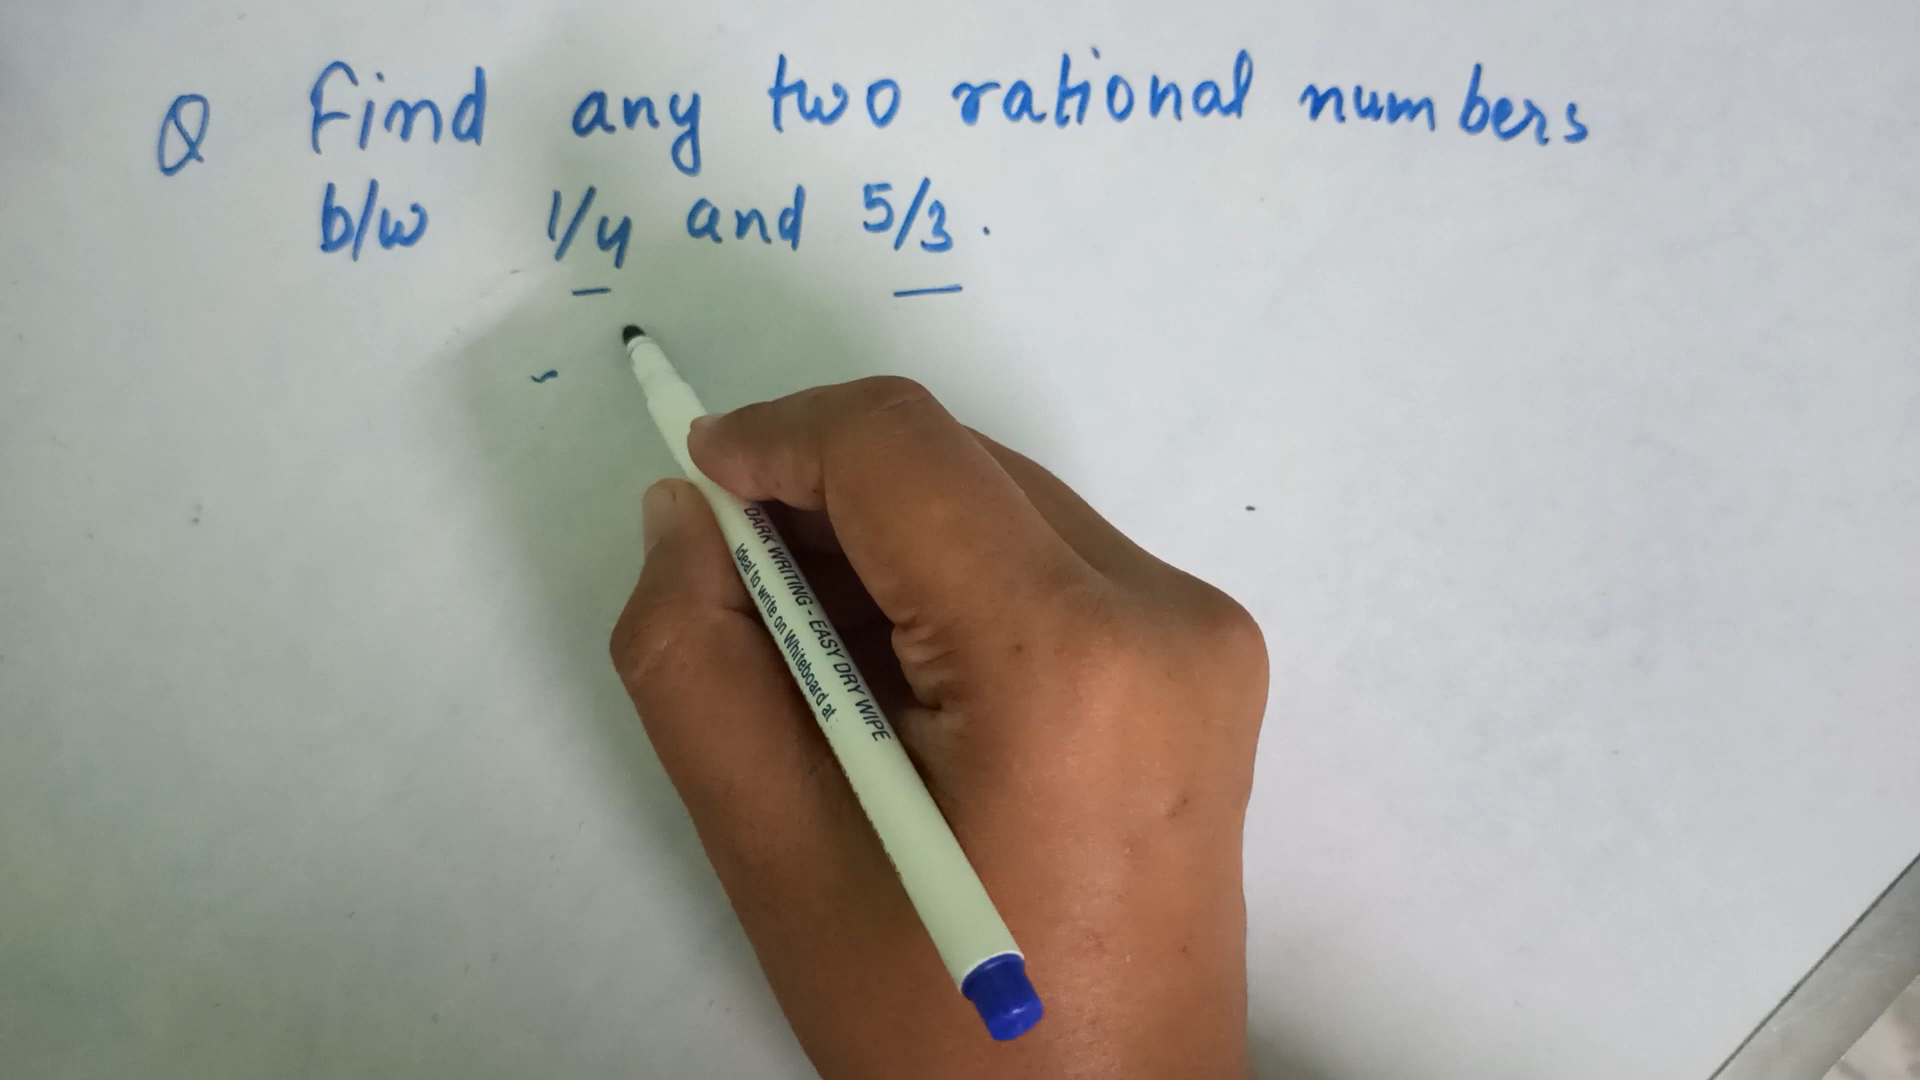 Q Find any two rational numbers
b/w 1/4 and 5/3.
DARK WRITING - EASY DRY WIPE
Ideal to write on Whiteboard at